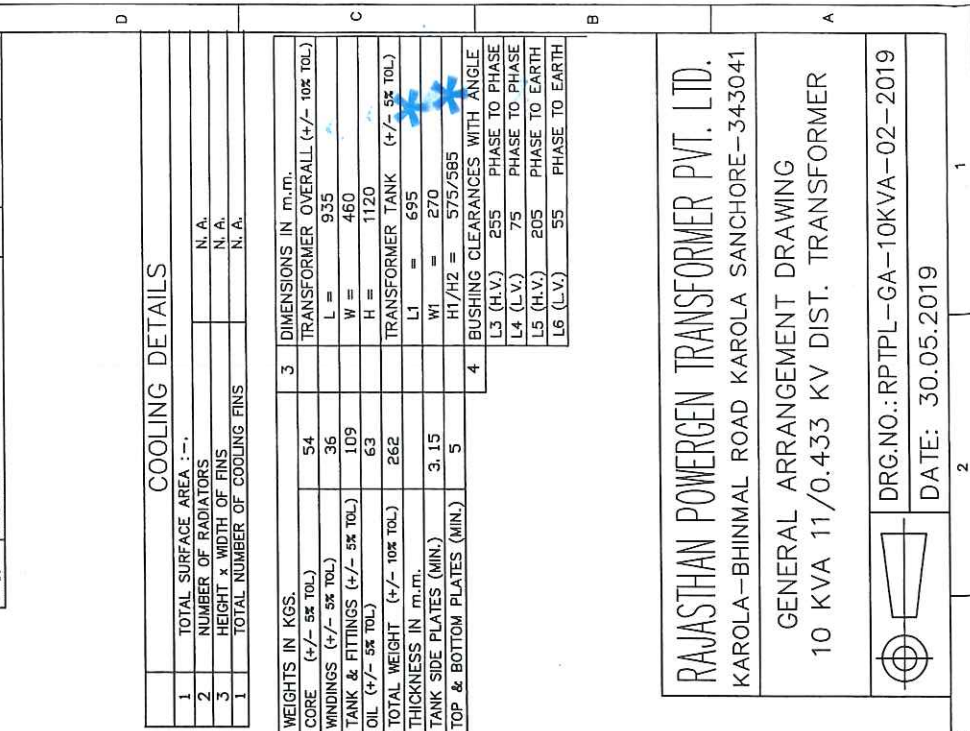 COOLING DETAILS
1 TOTAL SURFACE AREA :-.
2 NUMBER OF RADIATORS N. A.
3 HEIGHT x WIDTH OF FINS N. A.
1 TOTAL NUMBER OF COOLING FINS N. A.
WEIGHTS IN KGS.
CORE (+/- 5% TOL) 54
WINDINGS (+/- 5% TOL) 36
TANK & FITTINGS (+/- 5% TOL) 109
OIL (+/- 5% TOL) 63
TOTAL WEIGHT (+/- 10% TOL) 262
THICKNESS IN m.m.
TANK SIDE PLATES (MIN.) 3.15
TOP & BOTTOM PLATES (MIN.) 5
3 DIMENSIONS IN m.m.
TRANSFORMER OVERALL (+/- 10% TOL)
L = 935
W = 460
H = 1120
TRANSFORMER TANK (+/- 5% TOL)
L1 = 695
W1 = 270
H1/H2 = 575/585
4 BUSHING CLEARANCES WITH ANGLE
L3 (H.V.) 255 PHASE TO PHASE
L4 (L.V.) 75 PHASE TO PHASE
L5 (H.V.) 205 PHASE TO EARTH
L6 (L.V.) 55 PHASE TO EARTH
RAJASTHAN POWERGEN TRANSFORMER PVT. LTD.
KAROLA-BHINMAL ROAD KAROLA SANCHORE-343041
GENERAL ARRANGEMENT DRAWING
10 KVA 11/0.433 KV DIST. TRANSFORMER
DRG.NO.: RPTPL-GA-10KVA-02-2019
DATE: 30.05.2019
D
C
B
A
2
1